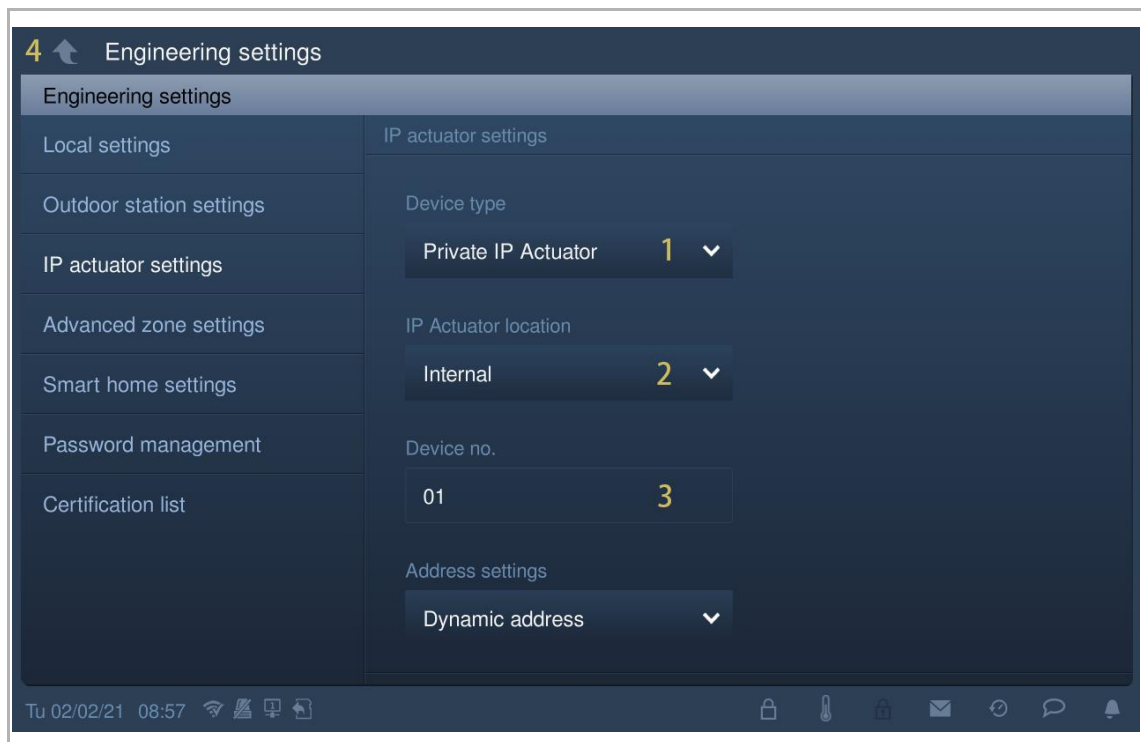 4 Engineering settings
Engineering settings
Local settings
Outdoor station settings
IP actuator settings
Advanced zone settings
Smart home settings
Password management
Certification list
IP actuator settings
Device type
Private IP Actuator 1
IP Actuator location
Internal 2
Device no.
01 3
Address settings
Dynamic address
Tu 02/02/21 08:57 1